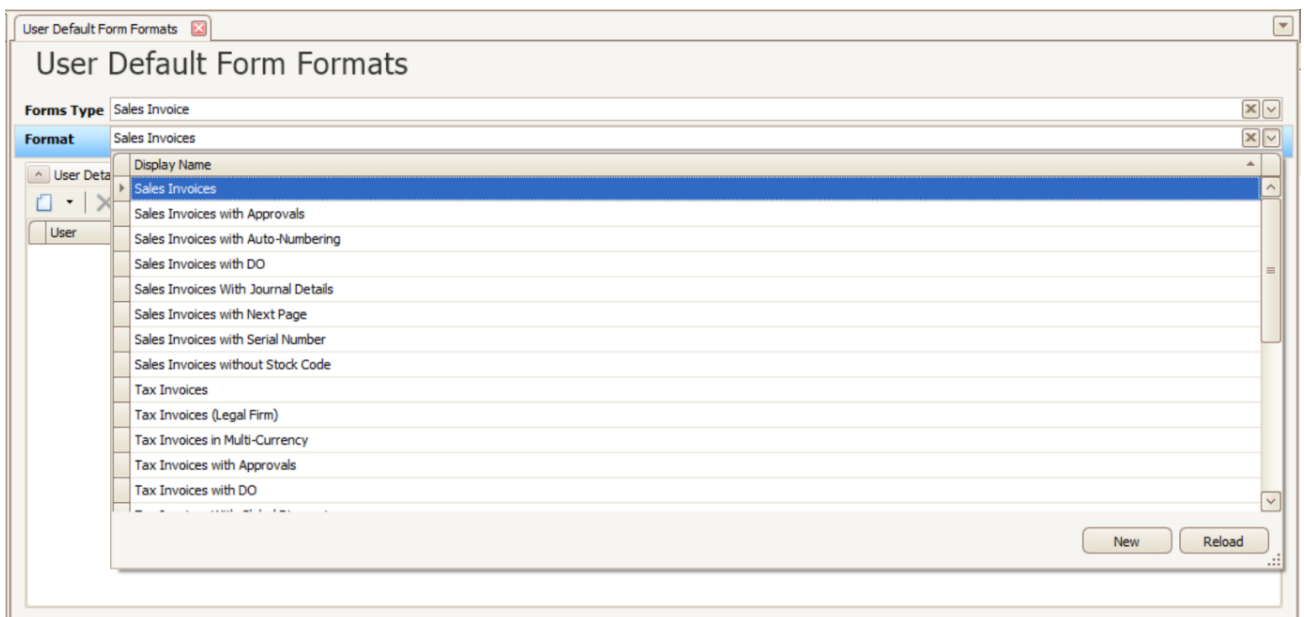 User Default Form Formats
User Default Form Formats
Forms Type Sales Invoice
Format Sales Invoices
Display Name
User Deta
Sales Invoices
Sales Invoices with Approvals
User
Sales Invoices with Auto-Numbering
Sales Invoices with DO
Sales Invoices With Journal Details
Sales Invoices with Next Page
Sales Invoices with Serial Number
Sales Invoices without Stock Code
Tax Invoices
Tax Invoices (Legal Firm)
Tax Invoices in Multi-Currency
Tax Invoices with Approvals
Tax Invoices with DO
New Reload